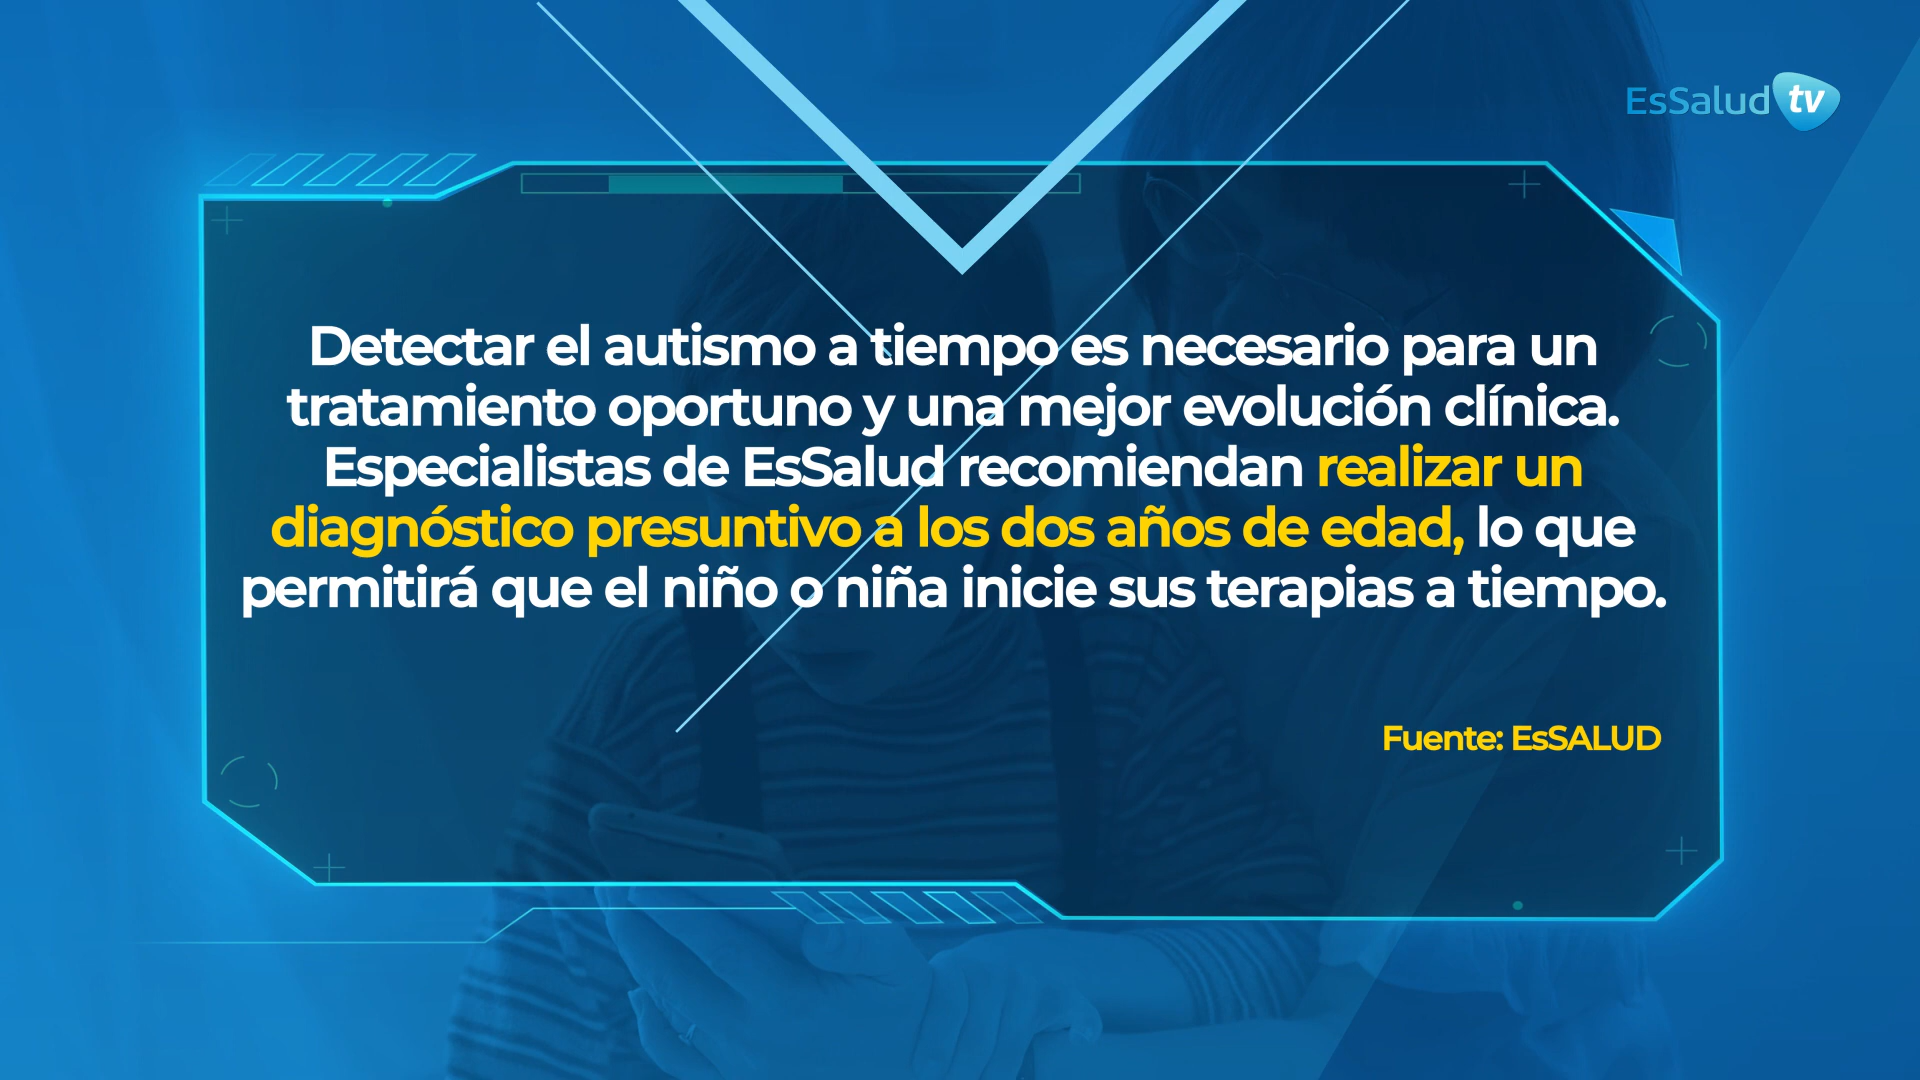 EsSalud tv
Detectar el autismo a tiempo es necesario para un
tratamiento oportuno y una mejor evolución clínica.
Especialistas de EsSalud recomiendan realizar un
diagnóstico presuntivo a los dos años de edad, lo que
permitirá que el niño o niña inicie sus terapias a tiempo.
Fuente: EsSALUD